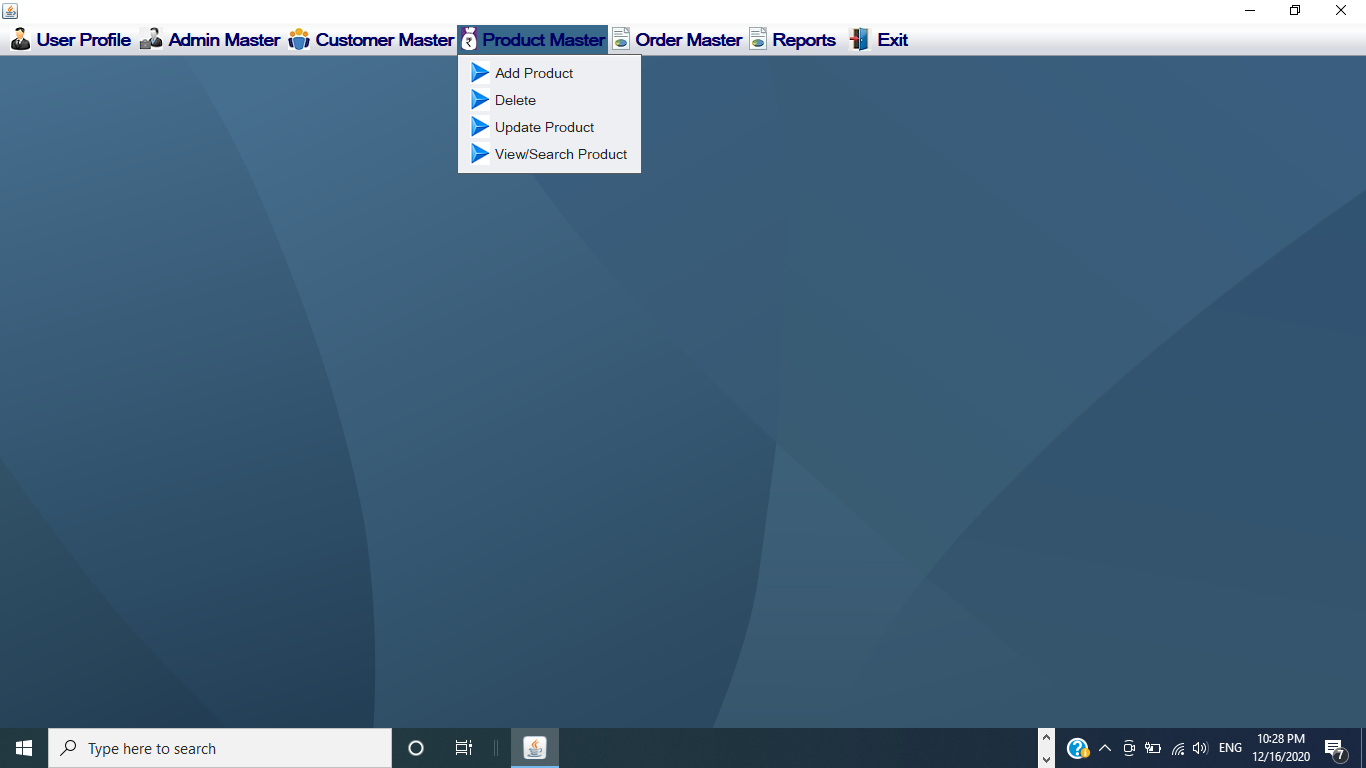 User Profile Admin Master Customer Master Product Master Order Master Reports Exit
Add Product
Delete
Update Product
View/Search Product
Type here to search
ENG
10:28 PM
12/16/2020
7